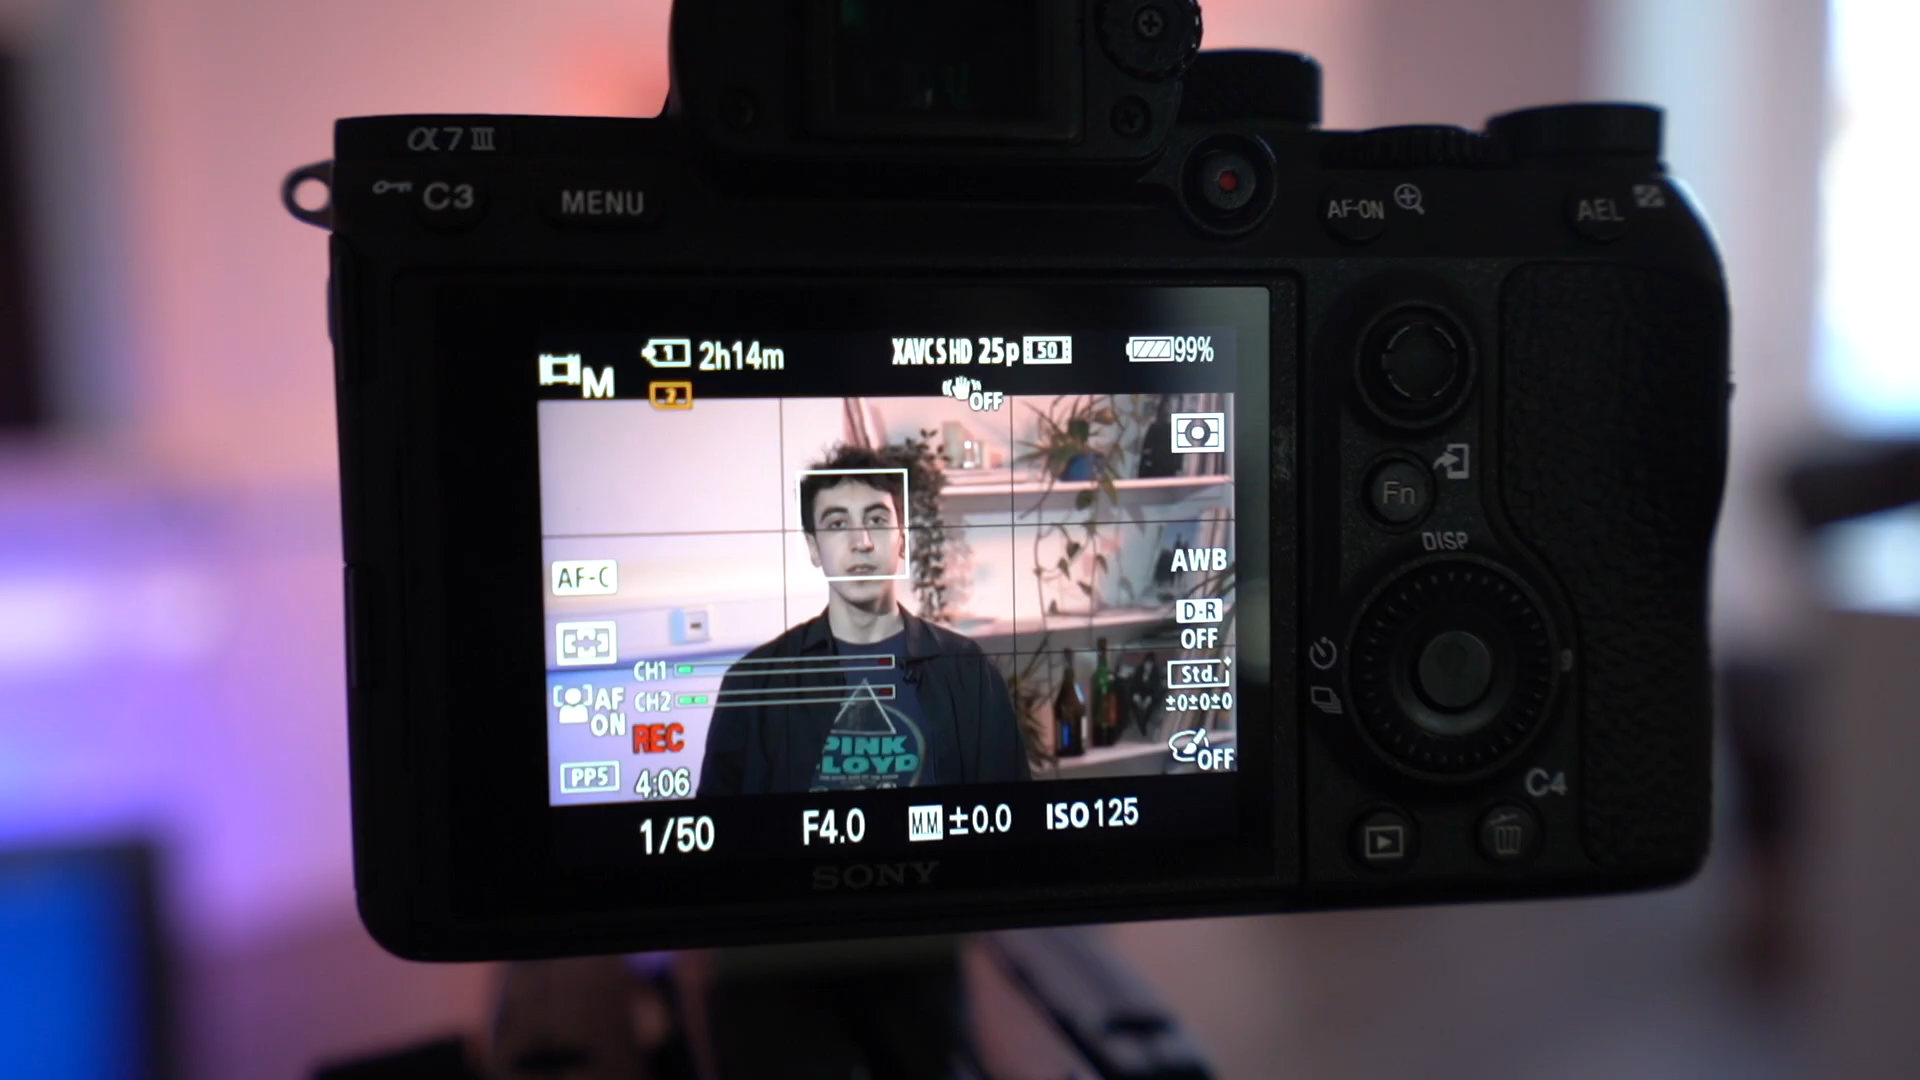 α7III
C3
MENU
AF-ON
AEL
1 2h14m
XAVC S HD 25p 50
99%
M
OFF
AF-C
AWB
D-R
OFF
CH1
CH2
AF
ON
Std.
±0±0±0
REC
PINK
LOYD
PP5
4:06
OFF
1/50
F4.0
M.M. ±0.0
ISO 125
SONY
Fn
DISP
C4